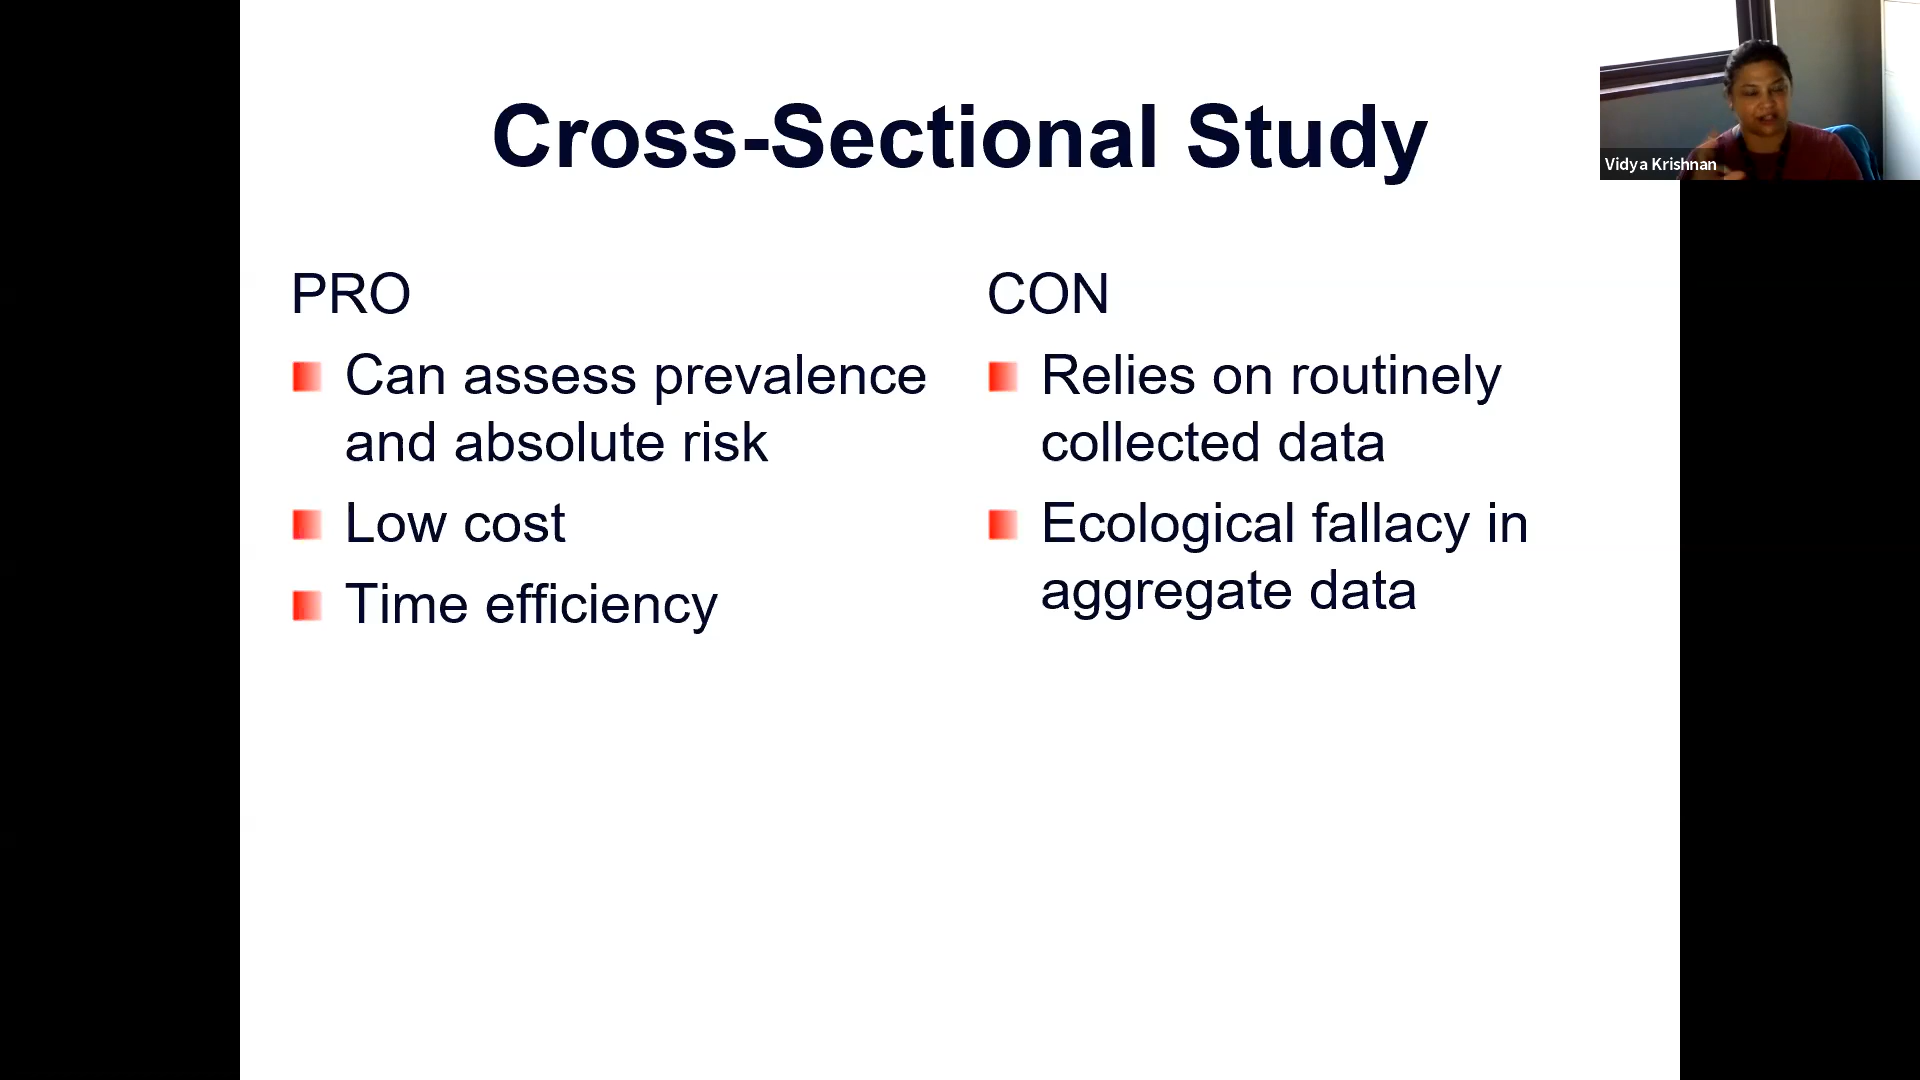 Cross-Sectional Study
Vidya Krishnan
PRO
Can assess prevalence
and absolute risk
Low cost
Time efficiency
CON
Relies on routinely
collected data
Ecological fallacy in
aggregate data